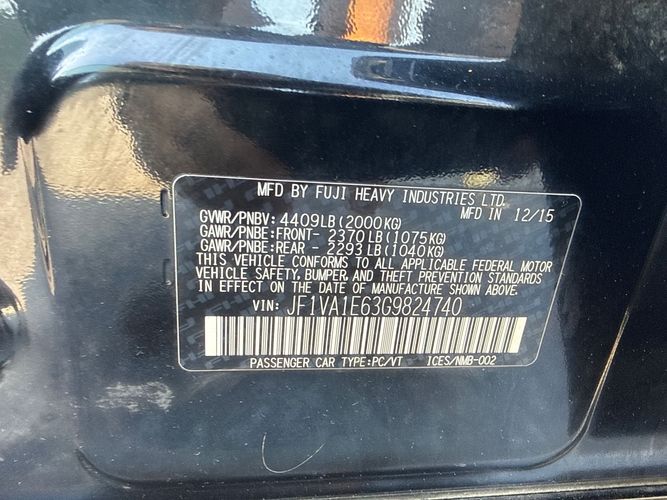 MFD BY FUJI HEAVY INDUSTRIES LTD.
MFD IN 12/15
GVWR/PNBV: 4409LB(2000KG)
GAWR/PNBE:FRONT- 2370LB(1075KG)
GAWR/PNBE:REAR - 2293LB(1040KG)
THIS VEHICLE CONFORMS TO ALL APPLICABLE FEDERAL MOTOR
VEHICLE SAFETY, BUMPER, AND THEFT PREVENTION STANDARDS
IN EFFECT ON THE DATE OF MANUFACTURE SHOWN ABOVE.
VIN: JF1VA1E63G9824740
PASSENGER CAR TYPE:PC/VT ICES/NMB-002